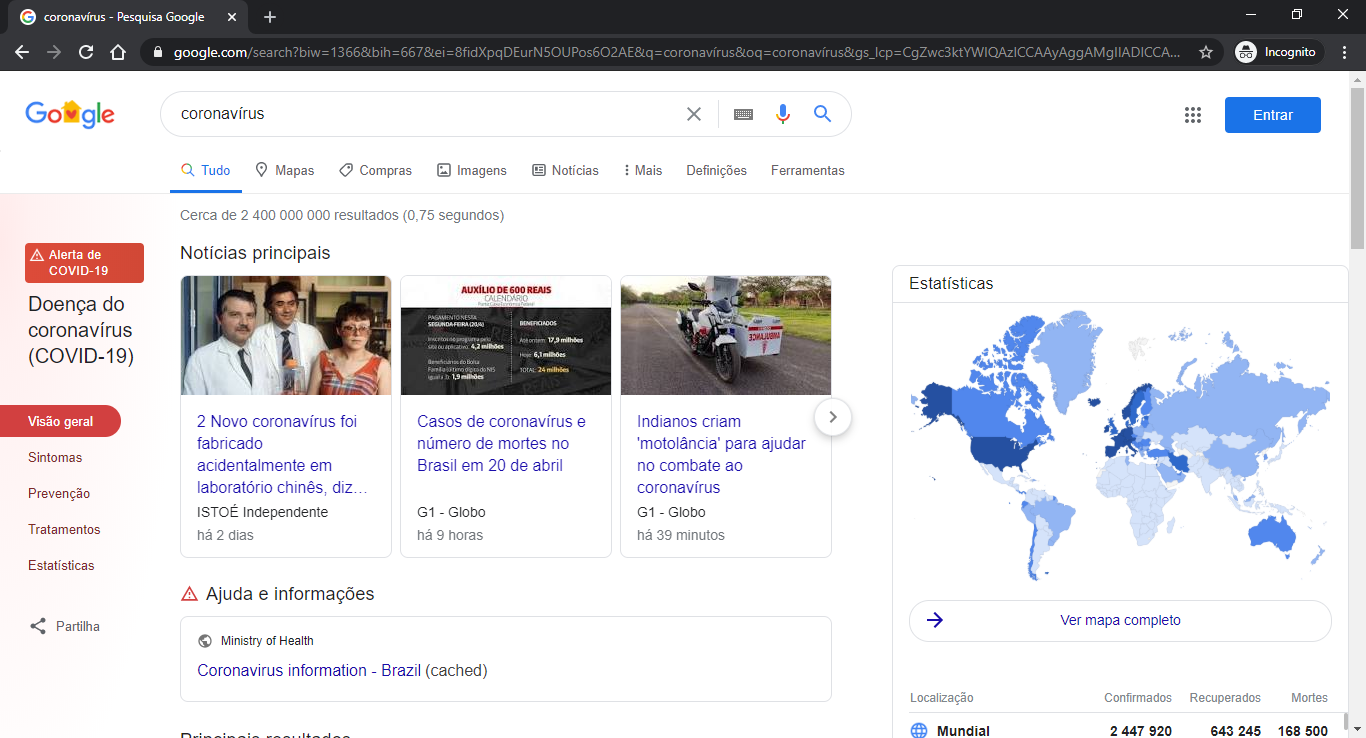 coronavírus - Pesquisa Google
google.com/search?biw=1366&bih=667&ei=8fidXpqDEurN5OUPos6O2AE&q=coronavírus&oq=coronavírus&gs_lcp=CgZwc3ktYWIQAzICCAAyAggAMgIIADICCA...
Incognito
Google
coronavírus
Entrar
Tudo
Mapas
Compras
Imagens
Notícias
Mais
Definições
Ferramentas
Cerca de 2 400 000 000 resultados (0,75 segundos)
Alerta de
COVID-19
Doença do
coronavírus
(COVID-19)
Visão geral
Sintomas
Prevenção
Tratamentos
Estatísticas
Partilha
Notícias principais
2 Novo coronavírus foi
fabricado
acidentalmente em
laboratório chinês, diz…
ISTOÉ Independente
há 2 dias
AUXÍLIO DE 600 REAIS
CALENDÁRIO
PAGAMENTO NESTA
SEGUNDA-FEIRA (20/4)
Inscritos no programa pelo
site ou aplicativo: 4,2 milhões
Beneficiários do Bolsa
Família (último dígito do NIS
igual a 3): 1,9 milhões
BENEFICIADOS
Até ontem: 17,9 milhões
Hoje: 6,1 milhões
TOTAL: 24 milhões
Casos de coronavírus e
número de mortes no
Brasil em 20 de abril
G1 - Globo
há 9 horas
AMBULANCE
Indianos criam
'motolância' para ajudar
no combate ao
coronavírus
G1 - Globo
há 39 minutos
Ajuda e informações
Ministry of Health
Coronavirus information - Brazil (cached)
Principais resultados
Estatísticas
Ver mapa completo
Localização Confirmados Recuperados Mortes
Mundial 2 447 920 643 245 168 500